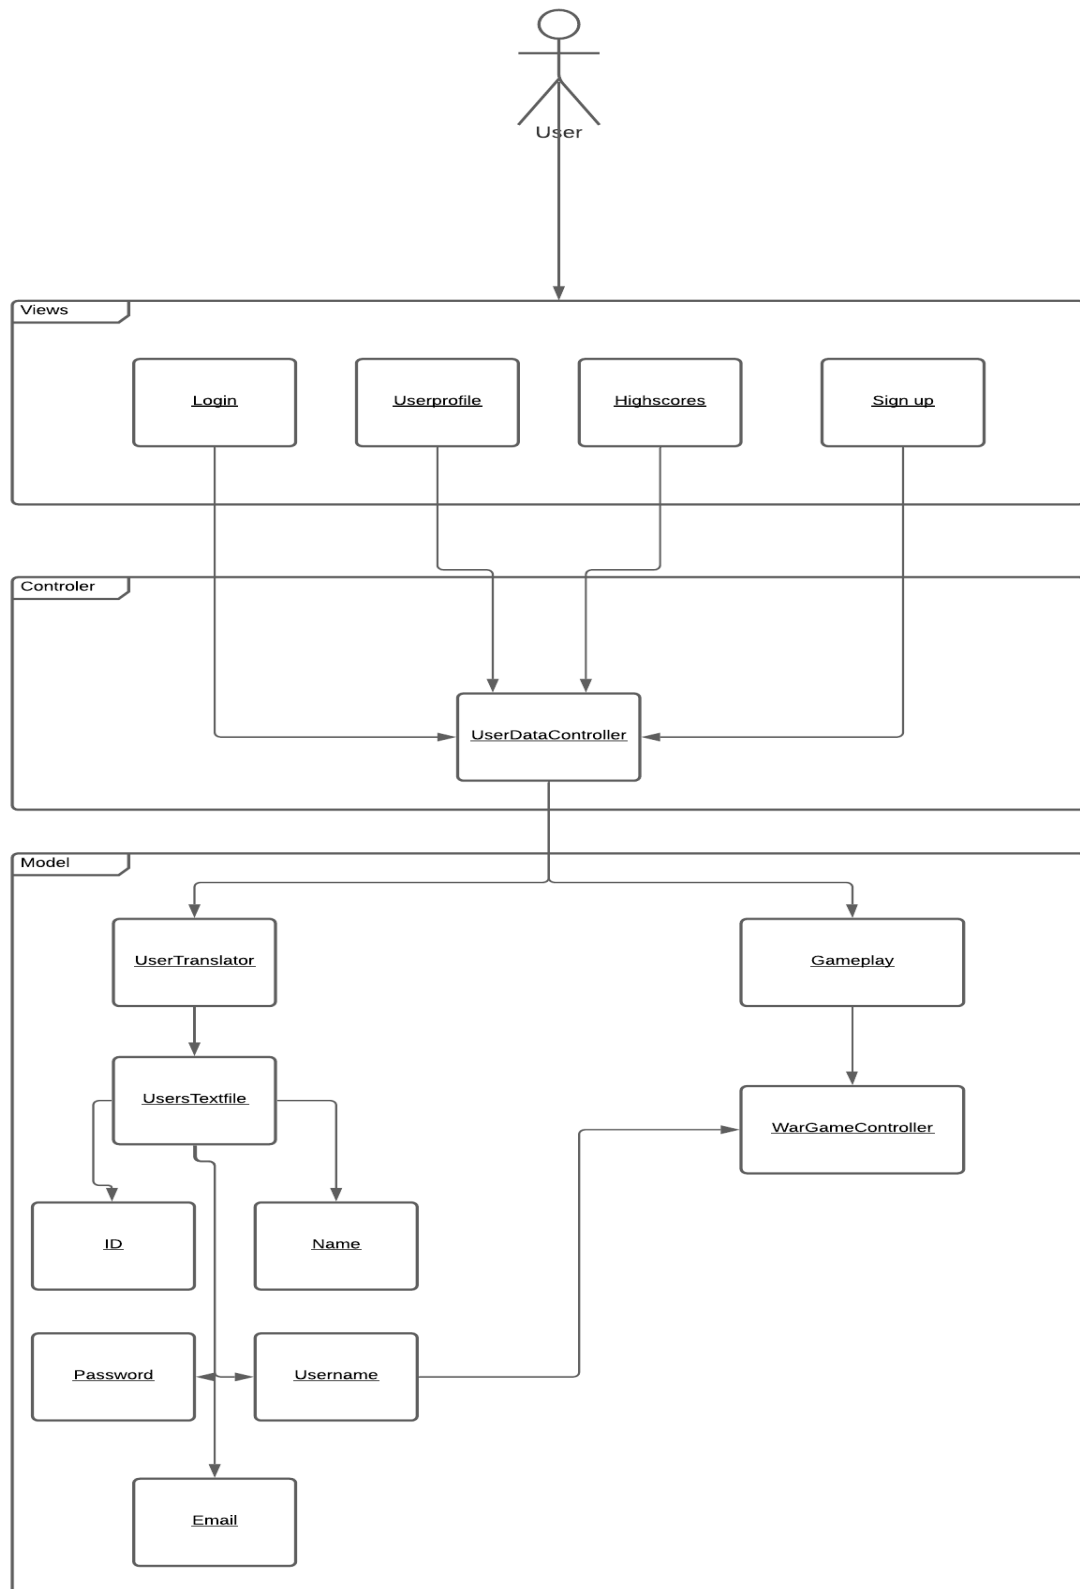 User
Views
Login
Userprofile
Highscores
Sign up
Controler
UserDataController
Model
UserTranslator
Gameplay
UsersTextfile
WarGameController
ID
Name
Password
Username
Email